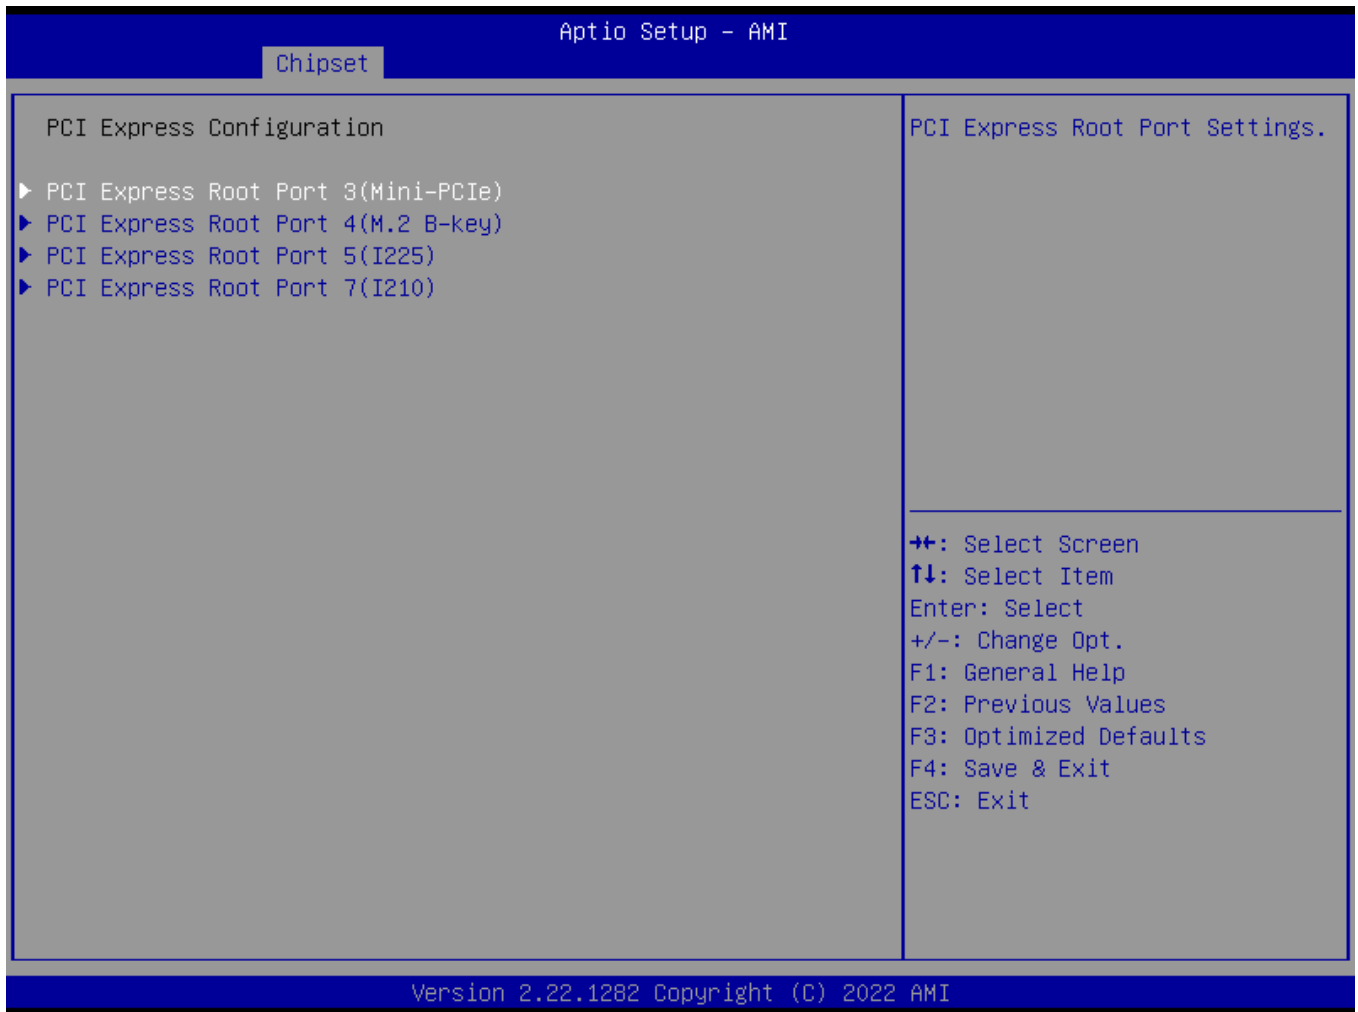 Aptio Setup – AMI
Chipset
PCI Express Configuration
PCI Express Root Port 3(Mini-PCIe)
PCI Express Root Port 4(M.2 B-key)
PCI Express Root Port 5(I225)
PCI Express Root Port 7(I210)
PCI Express Root Port Settings.
→←: Select Screen
↑↓: Select Item
Enter: Select
+/-: Change Opt.
F1: General Help
F2: Previous Values
F3: Optimized Defaults
F4: Save & Exit
ESC: Exit
Version 2.22.1282 Copyright (C) 2022 AMI